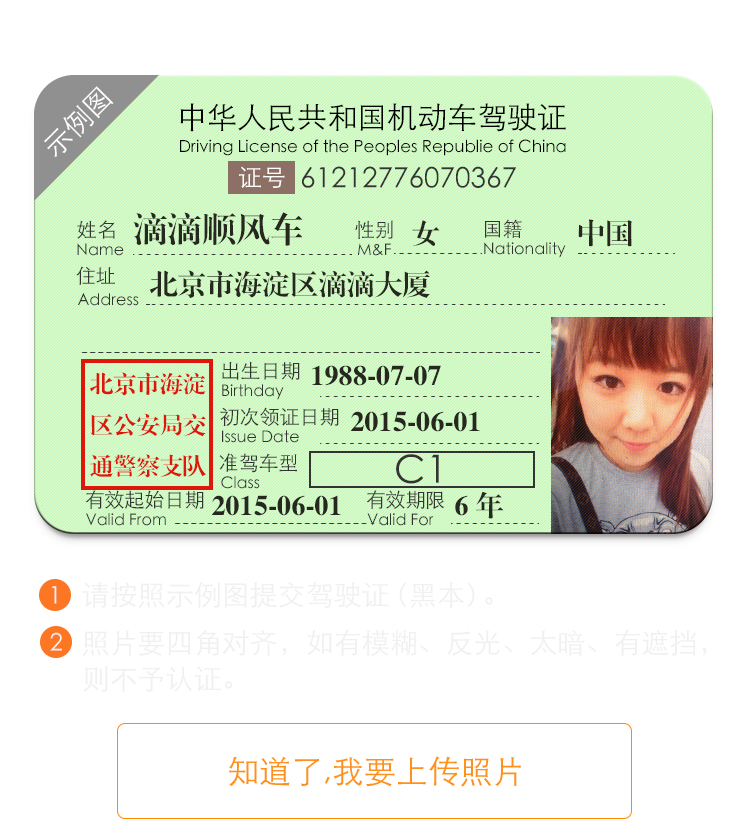 示例图
中华人民共和国机动车驾驶证
Driving License of the Peoples Republie of China
证号 61212776070367
姓名 滴滴顺风车 性别 女 国籍 中国
Name M&F Nationality
住址 北京市海淀区滴滴大厦
Address
北京市海淀
区公安局交
通警察支队
出生日期 1988-07-07
Birthday
初次领证日期 2015-06-01
Issue Date
准驾车型 C1
Class
有效起始日期 2015-06-01 有效期限 6 年
Valid From Valid For
1 请按照示例图提交驾驶证（黑本）。
2 照片要四角对齐，如有模糊、反光、太暗、有遮挡，
则不予认证。
知道了,我要上传照片